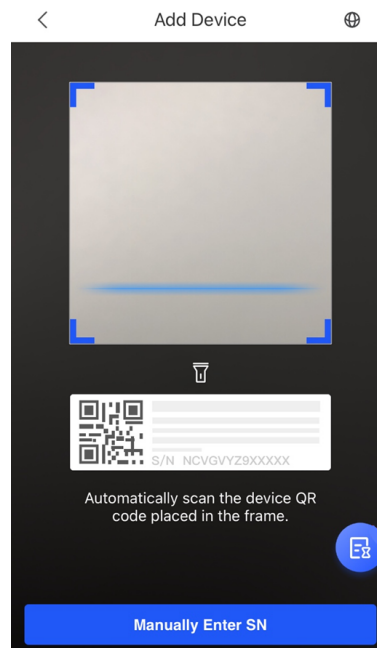 Add Device
S/N NCVGVYZ9XXXXX
Automatically scan the device QR
code placed in the frame.
Manually Enter SN